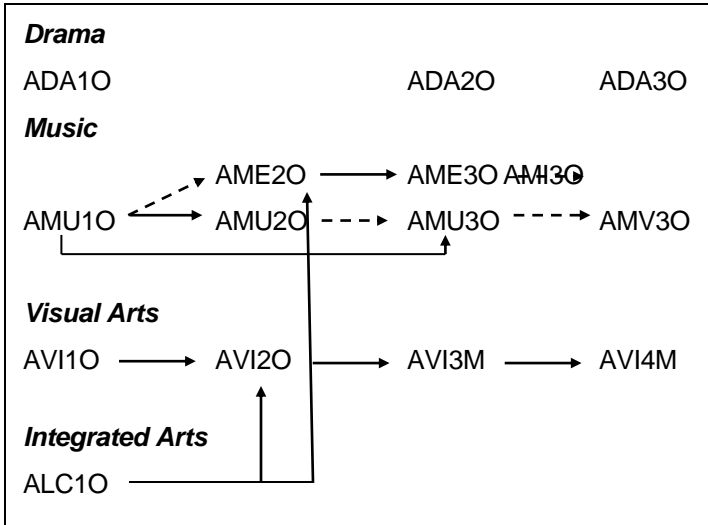 Drama
ADA1O ADA2O ADA3O
Music
AME2O AME3O AMI3O
AMU1O AMU2O AMU3O AMV3O
Visual Arts
AVI1O AVI2O AVI3M AVI4M
Integrated Arts
ALC1O